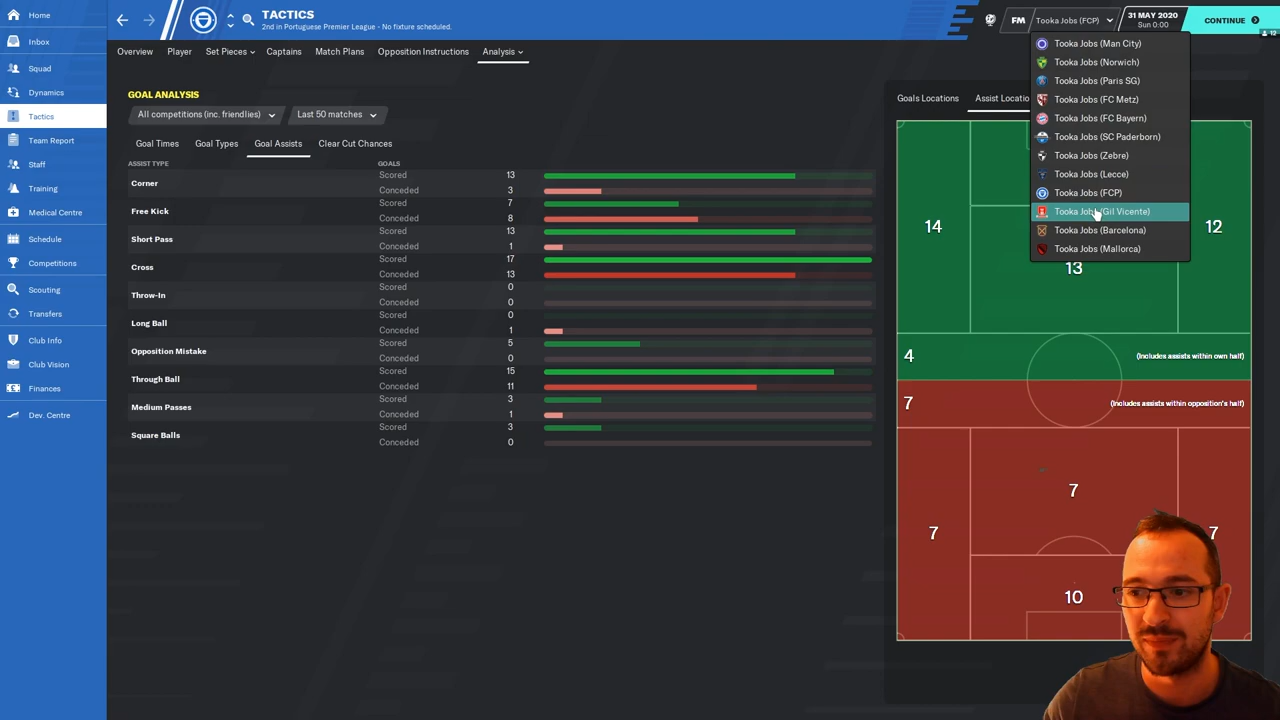 Home
Inbox
Squad
Dynamics
Tactics
Team Report
Staff
Training
Medical Centre
Schedule
Competitions
Scouting
Transfers
Club Info
Club Vision
Finances
Dev. Centre
TACTICS
2nd in Portuguese Premier League - No fixture scheduled.
FM
Tooka Jobs (FCP)
31 MAY 2020
Sun 0:00
CONTINUE
12
Overview Player Set Pieces Captains Match Plans Opposition Instructions Analysis
GOAL ANALYSIS
All competitions (inc. friendlies) Last 50 matches
Goal Times Goal Types Goal Assists Clear Cut Chances
ASSIST TYPE GOALS
Corner
Scored 13
Conceded 3
Free Kick
Scored 7
Conceded 8
Short Pass
Scored 13
Conceded 1
Cross
Scored 17
Conceded 13
Throw-In
Scored 0
Conceded 0
Long Ball
Scored 0
Conceded 1
Opposition Mistake
Scored 5
Conceded 0
Through Ball
Scored 15
Conceded 11
Medium Passes
Scored 3
Conceded 1
Square Balls
Scored 3
Conceded 0
Goals Locations Assist Locatio
Tooka Jobs (Man City)
Tooka Jobs (Norwich)
Tooka Jobs (Paris SG)
Tooka Jobs (FC Metz)
Tooka Jobs (FC Bayern)
Tooka Jobs (SC Paderborn)
Tooka Jobs (Zebre)
Tooka Jobs (Lecce)
Tooka Jobs (FCP)
Tooka Jobs (Gil Vicente)
Tooka Jobs (Barcelona)
Tooka Jobs (Mallorca)
14
12
13
4
(Includes assists within own half)
7
(Includes assists within opposition's half)
7
7
7
10